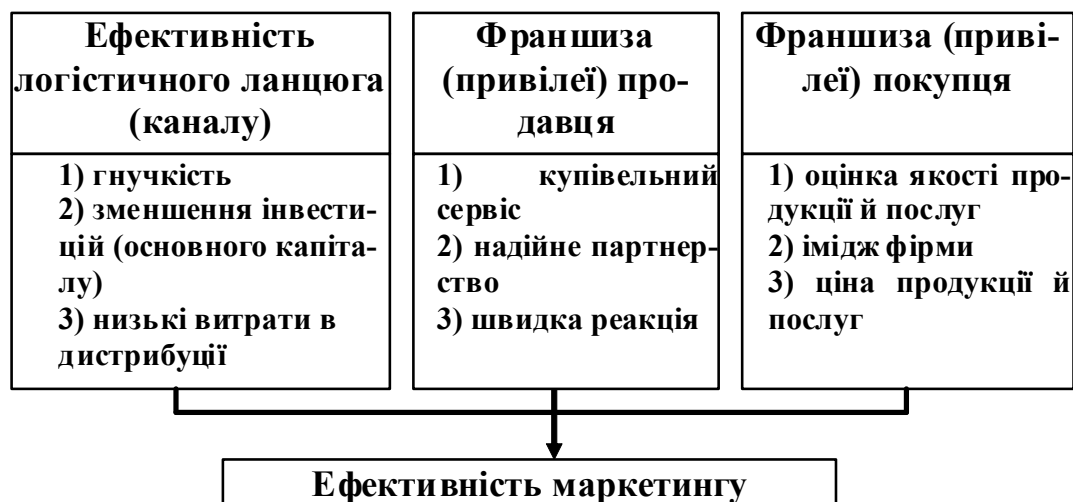 Ефективність
логістичного ланцюга
(каналу)
1) гнучкість
2) зменшення інвести-
цій (основного капіта-
лу)
3) низькі витрати в
дистрибуції
Франшиза
(привілеї) про-
давця
1) купівельний
сервіс
2) надійне партнер-
ство
3) швидка реакція
Франшиза (приві-
леї) покупця
1) оцінка якості про-
дукції й послуг
2) імідж фірми
3) ціна продукції й
послуг
Ефективність маркетингу